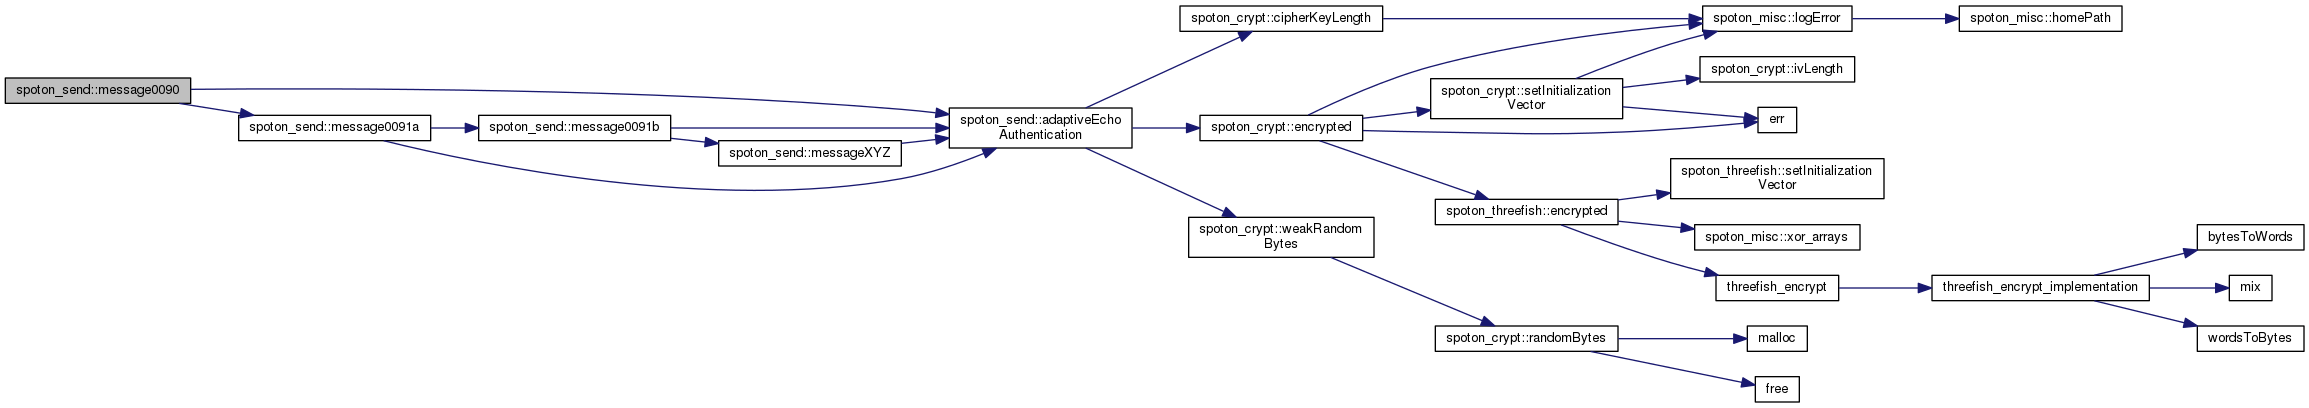 spoton_send::message0090
spoton_send::message0091a
spoton_send::message0091b
spoton_send::messageXYZ
spoton_send::adaptiveEcho
Authentication
spoton_crypt::cipherKeyLength
spoton_crypt::encrypted
spoton_crypt::weakRandom
Bytes
spoton_crypt::setInitialization
Vector
spoton_threefish::encrypted
spoton_crypt::randomBytes
spoton_misc::logError
spoton_crypt::ivLength
err
spoton_threefish::setInitialization
Vector
spoton_misc::xor_arrays
threefish_encrypt
malloc
free
spoton_misc::homePath
threefish_encrypt_implementation
bytesToWords
mix
wordsToBytes